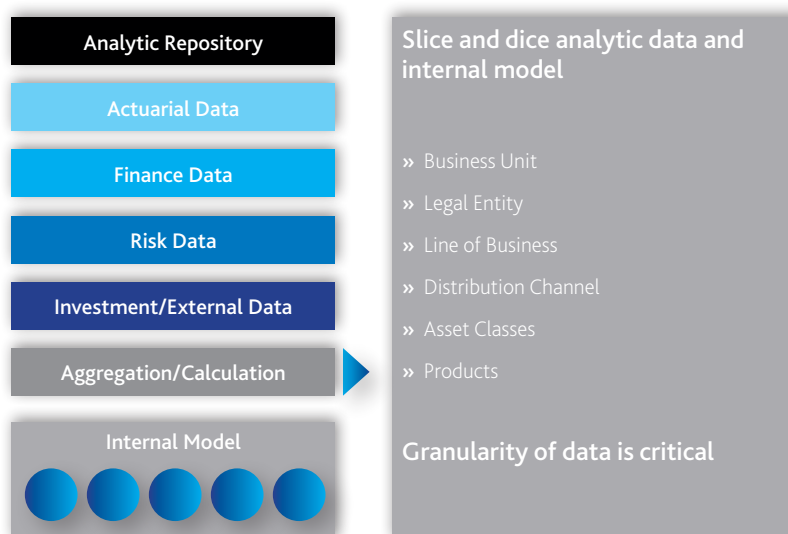 Analytic Repository
Actuarial Data
Finance Data
Risk Data
Investment/External Data
Aggregation/Calculation
Internal Model
Slice and dice analytic data and
internal model
» Business Unit
» Legal Entity
» Line of Business
» Distribution Channel
» Asset Classes
» Products
Granularity of data is critical